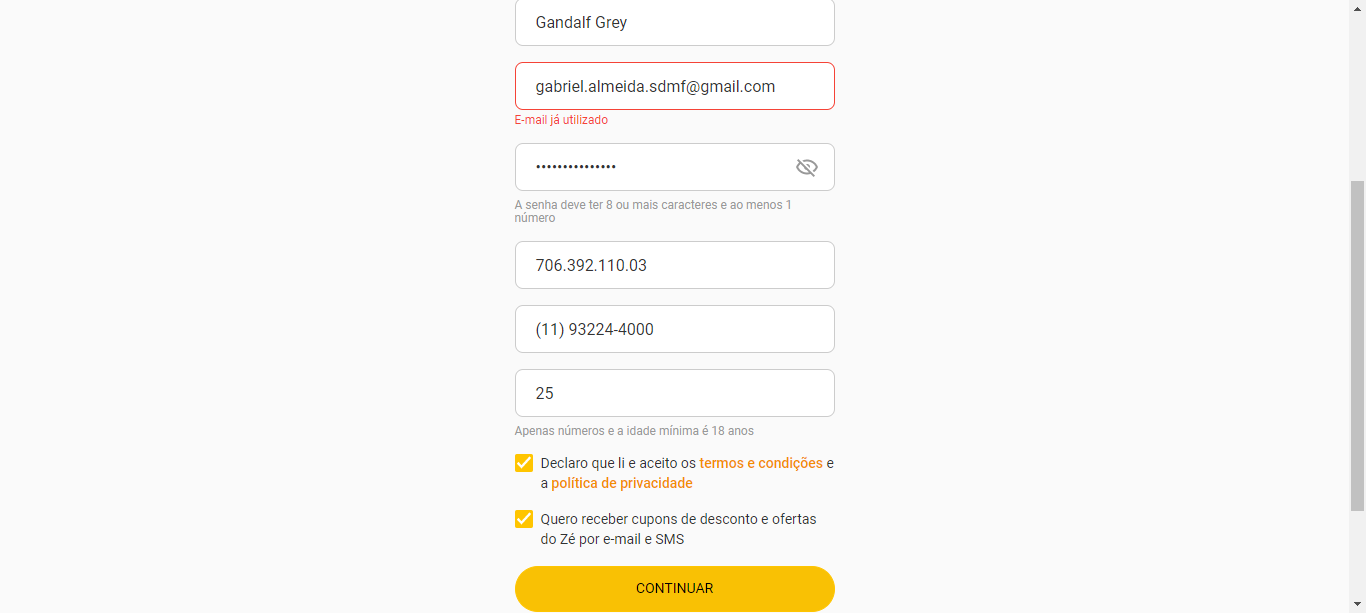 Gandalf Grey
gabriel.almeida.sdmf@gmail.com
E-mail já utilizado
•••••••••••••••
A senha deve ter 8 ou mais caracteres e ao menos 1
número
706.392.110.03
(11) 93224-4000
25
Apenas números e a idade mínima é 18 anos
Declaro que li e aceito os termos e condições e
a política de privacidade
Quero receber cupons de desconto e ofertas
do Zé por e-mail e SMS
CONTINUAR